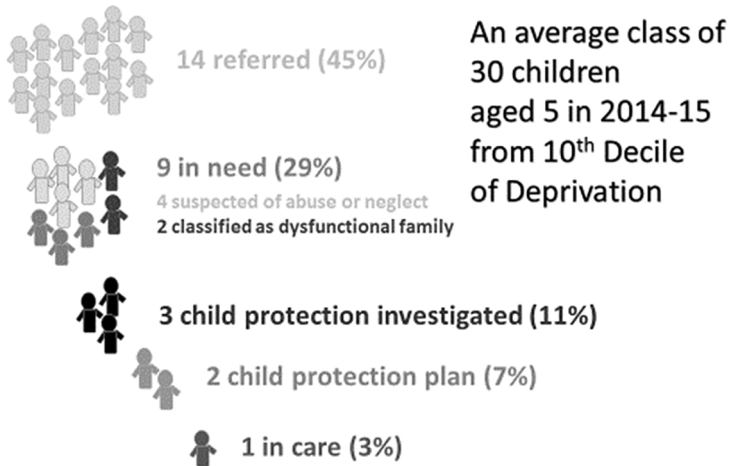 14 referred (45%)
An average class of
30 children
aged 5 in 2014-15
from 10th Decile
of Deprivation
9 in need (29%)
4 suspected of abuse or neglect
2 classified as dysfunctional family
3 child protection investigated (11%)
2 child protection plan (7%)
1 in care (3%)